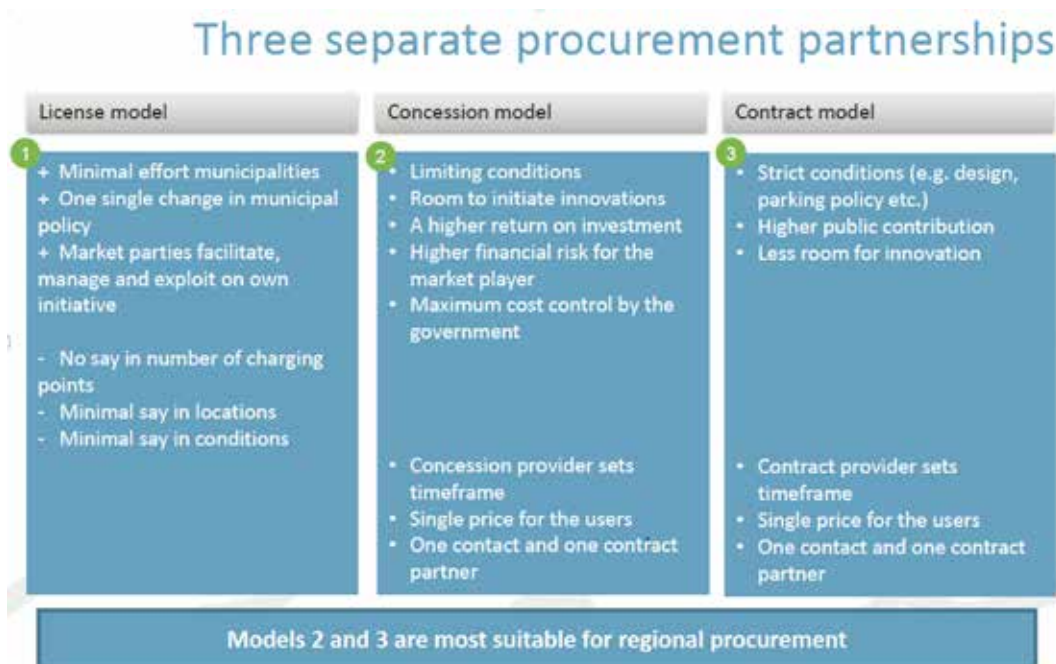 Three separate procurement partnerships
License model
1
+ Minimal effort municipalities
+ One single change in municipal
policy
+ Market parties facilitate,
manage and exploit on own
initiative
- No say in number of charging
points
- Minimal say in locations
- Minimal say in conditions
Concession model
2
• Limiting conditions
• Room to initiate innovations
• A higher return on investment
• Higher financial risk for the
market player
• Maximum cost control by the
government
• Concession provider sets
timeframe
• Single price for the users
• One contact and one contract
partner
Contract model
3
• Strict conditions (e.g. design,
parking policy etc.)
• Higher public contribution
• Less room for innovation
• Contract provider sets
timeframe
• Single price for the users
• One contact and one contract
partner
Models 2 and 3 are most suitable for regional procurement